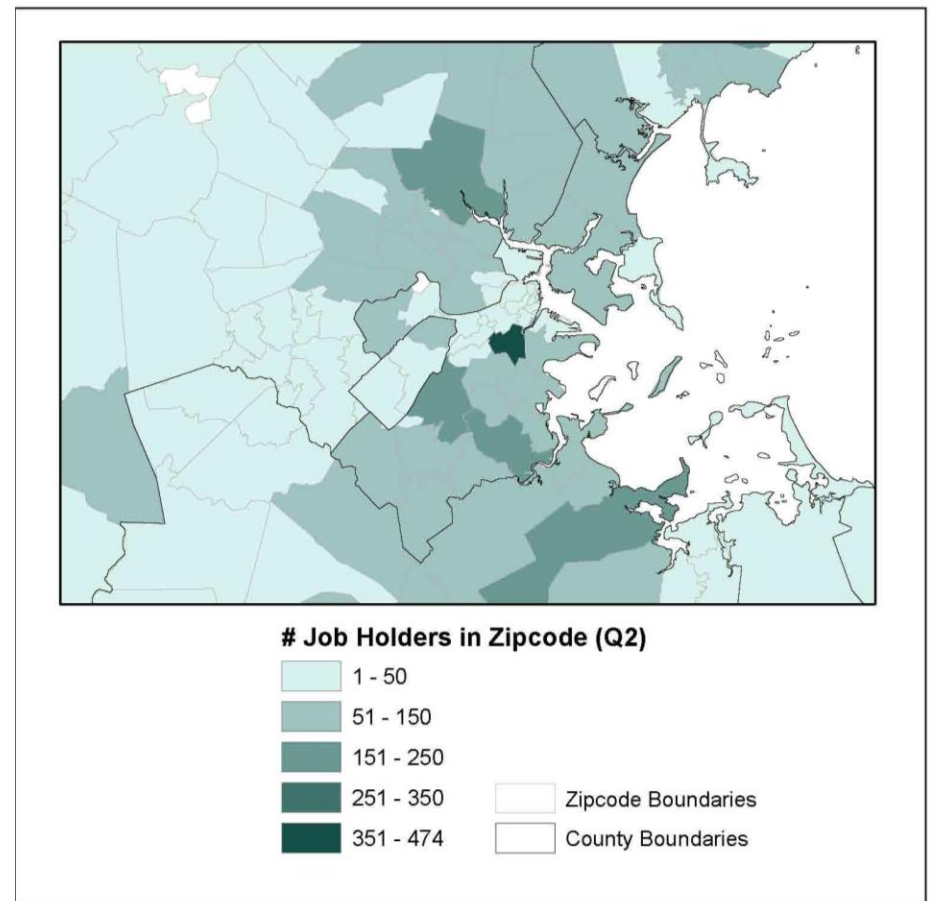 # Job Holders in Zipcode (Q2)
1 - 50
51 - 150
151 - 250
251 - 350
351 - 474
Zipcode Boundaries
County Boundaries